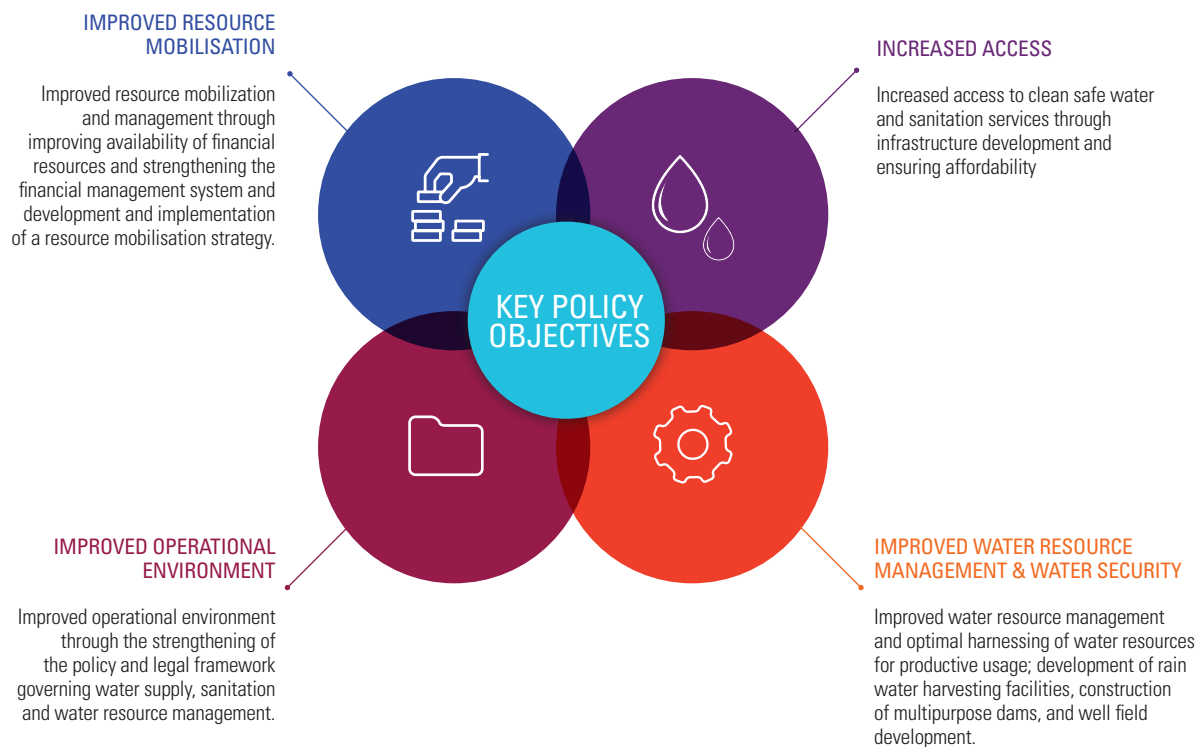 IMPROVED RESOURCE
MOBILISATION
Improved resource mobilization
and management through
improving availability of financial
resources and strengthening the
financial management system and
development and implementation
of a resource mobilisation strategy.
INCREASED ACCESS
Increased access to clean safe water
and sanitation services through
infrastructure development and
ensuring affordability
KEY POLICY
OBJECTIVES
IMPROVED OPERATIONAL
ENVIRONMENT
Improved operational environment
through the strengthening of
the policy and legal framework
governing water supply, sanitation
and water resource management.
IMPROVED WATER RESOURCE
MANAGEMENT & WATER SECURITY
Improved water resource management
and optimal harnessing of water resources
for productive usage; development of rain
water harvesting facilities, construction
of multipurpose dams, and well field
development.